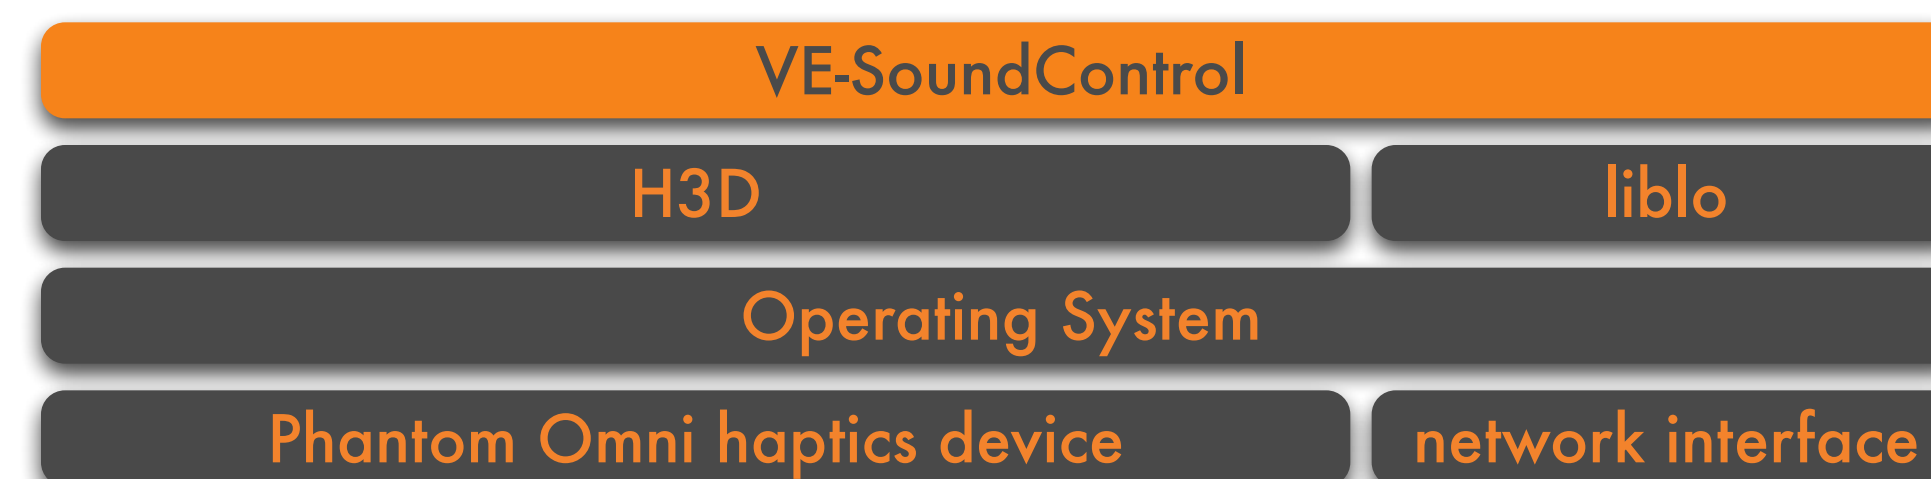 VE-SoundControl
H3D liblo
Operating System
Phantom Omni haptics device network interface